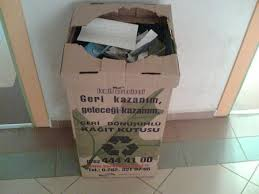 Geri kazanım,
geleceği kazanım,
GERİ DÖNÜŞÜMLÜ
KAĞIT KUTUSU
444 41 00